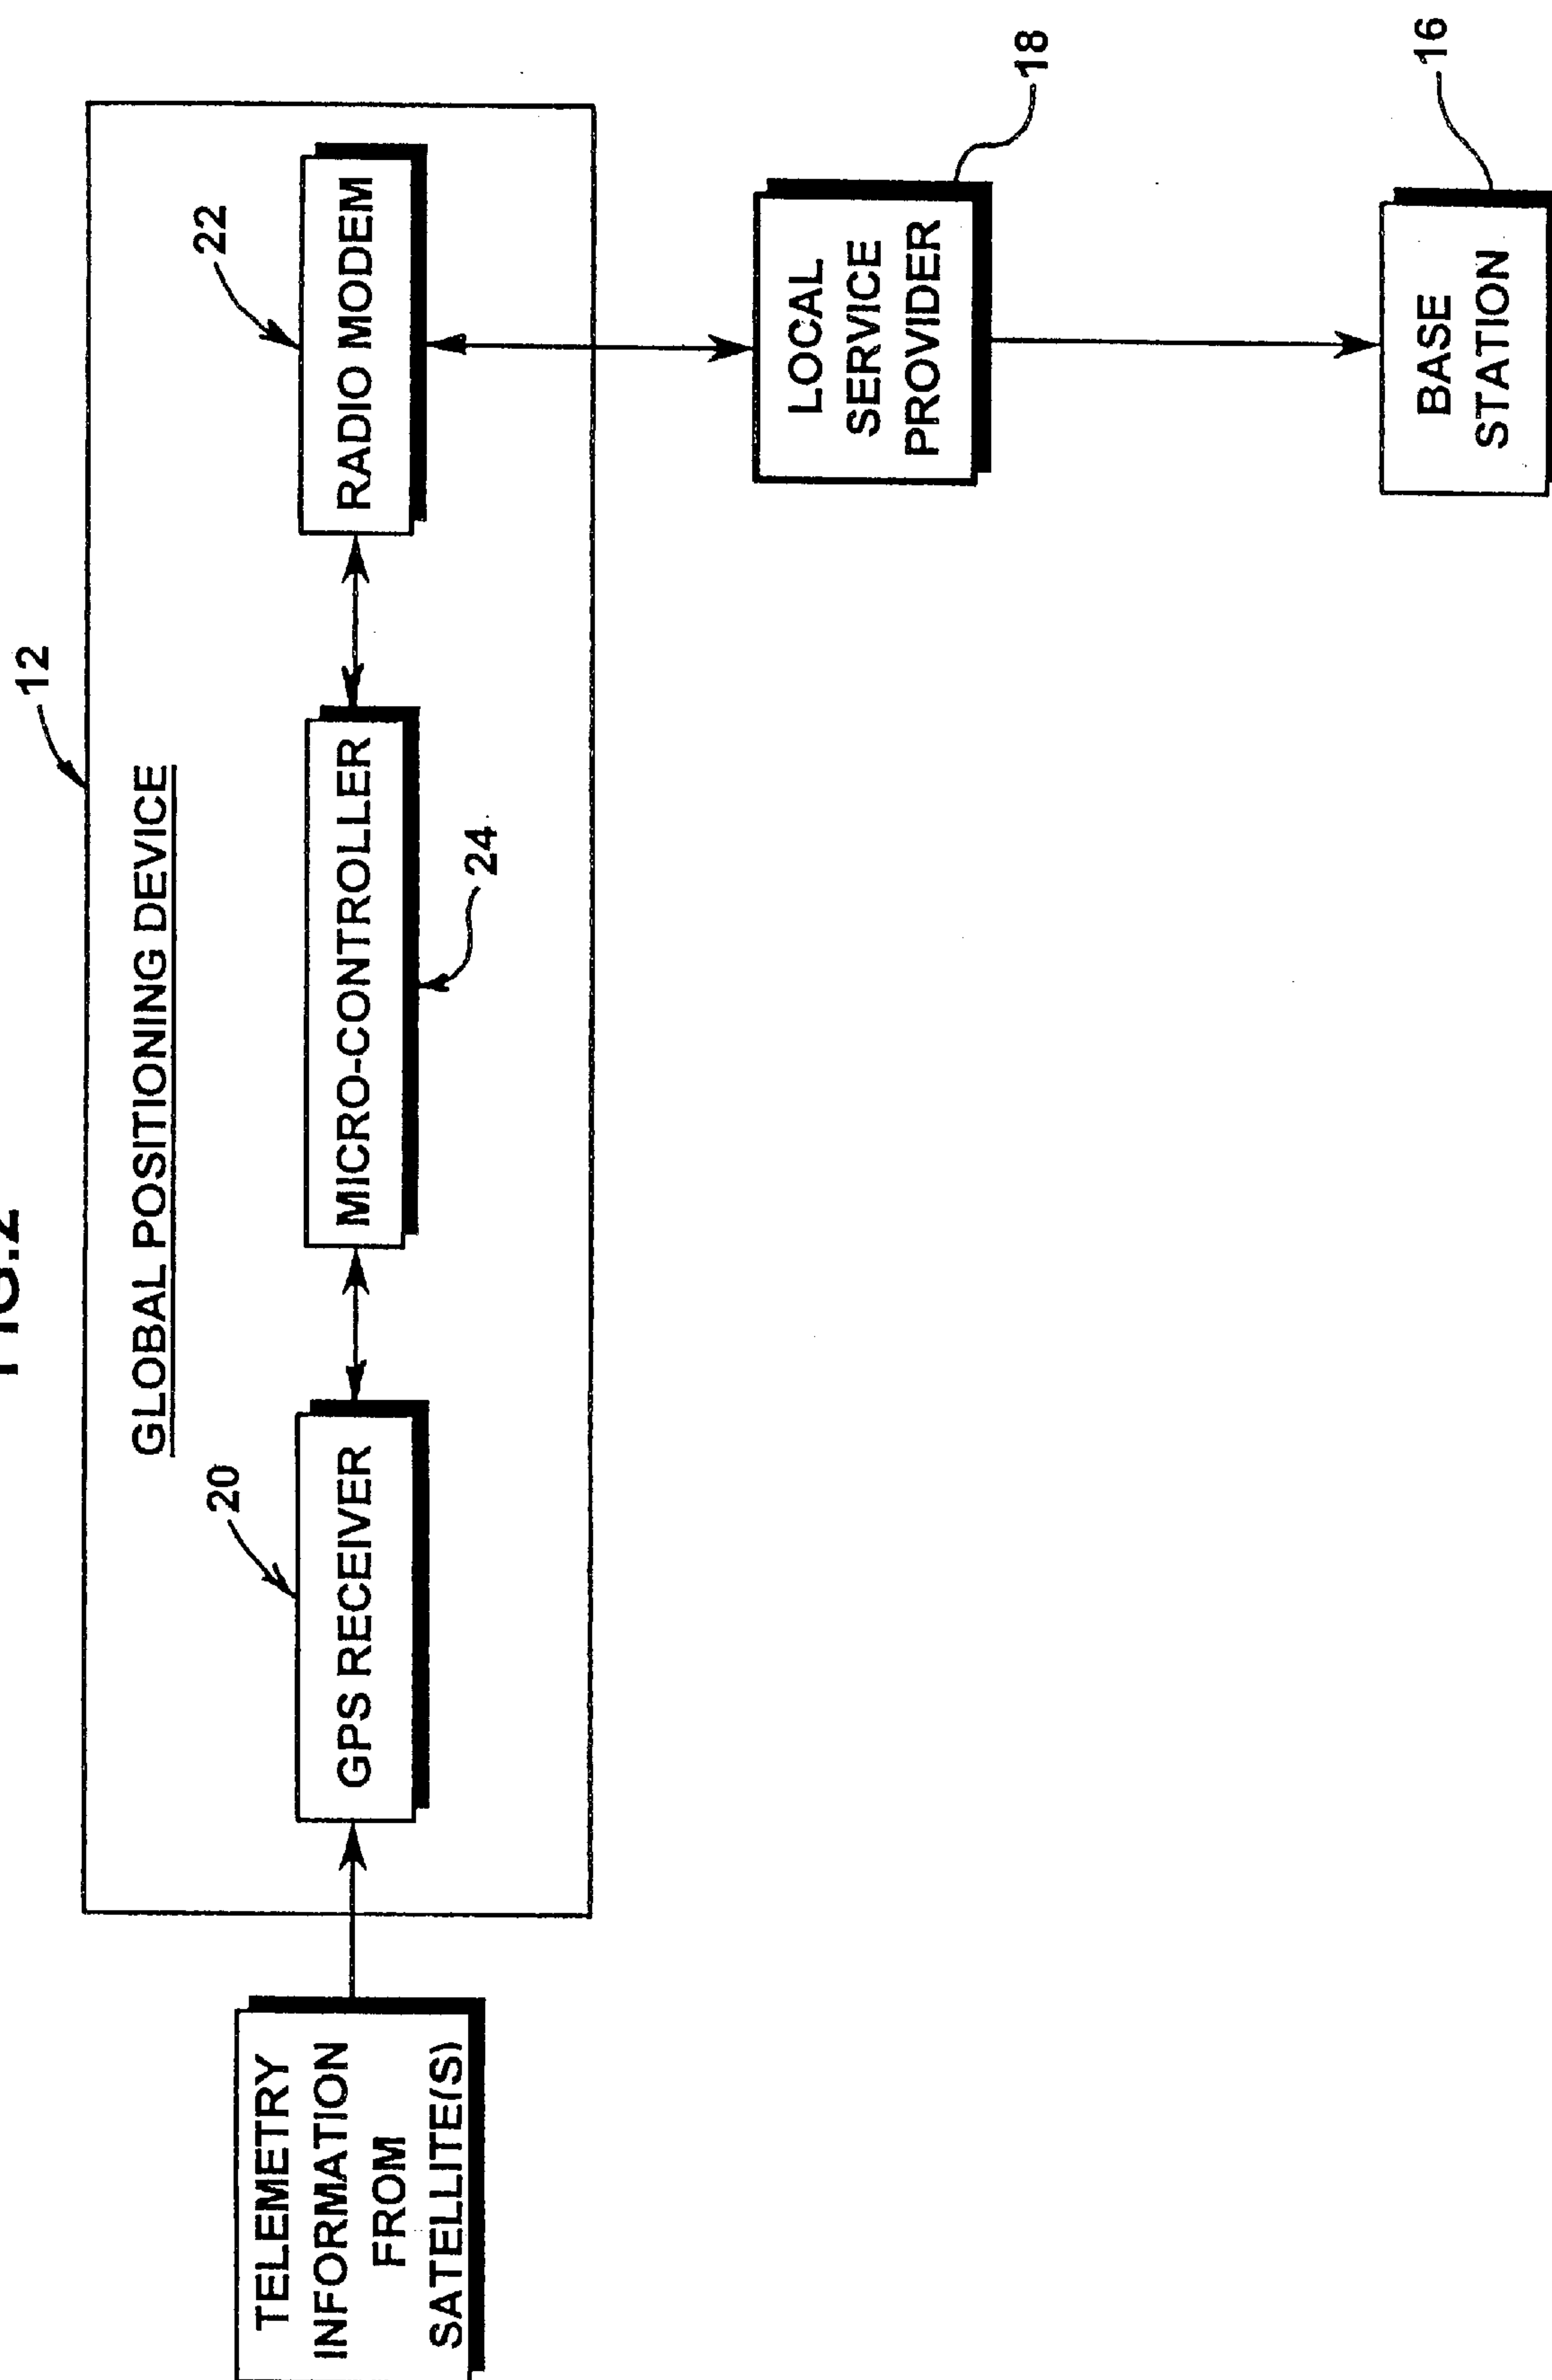 FIG.2
12
GLOBAL POSITIONING DEVICE
TELEMETRY
INFORMATION
FROM
SATELLITE(S)
20
GPS RECEIVER
MICRO-CONTROLLER
24
22
RADIO MODEM
LOCAL
SERVICE
PROVIDER
18
BASE
STATION
16